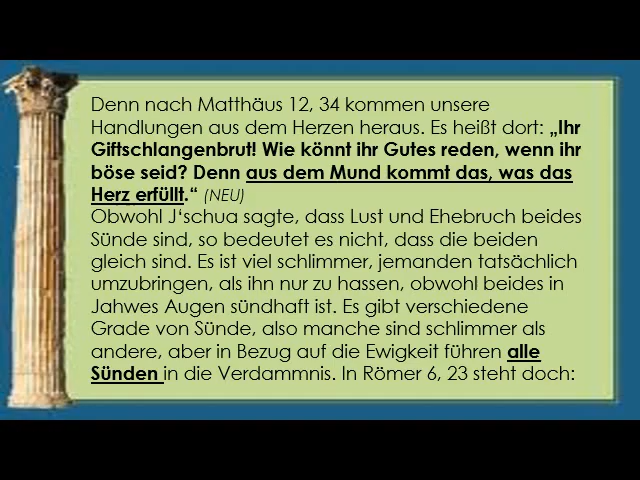 Denn nach Matthäus 12, 34 kommen unsere
Handlungen aus dem Herzen heraus. Es heißt dort: „Ihr
Giftschlangenbrut! Wie könnt ihr Gutes reden, wenn ihr
böse seid? Denn aus dem Mund kommt das, was das
Herz erfüllt.“ (NEU)
Obwohl J‘schua sagte, dass Lust und Ehebruch beides
Sünde sind, so bedeutet es nicht, dass die beiden
gleich sind. Es ist viel schlimmer, jemanden tatsächlich
umzubringen, als ihn nur zu hassen, obwohl beides in
Jahwes Augen sündhaft ist. Es gibt verschiedene
Grade von Sünde, also manche sind schlimmer als
andere, aber in Bezug auf die Ewigkeit führen alle
Sünden in die Verdammnis. In Römer 6, 23 steht doch: